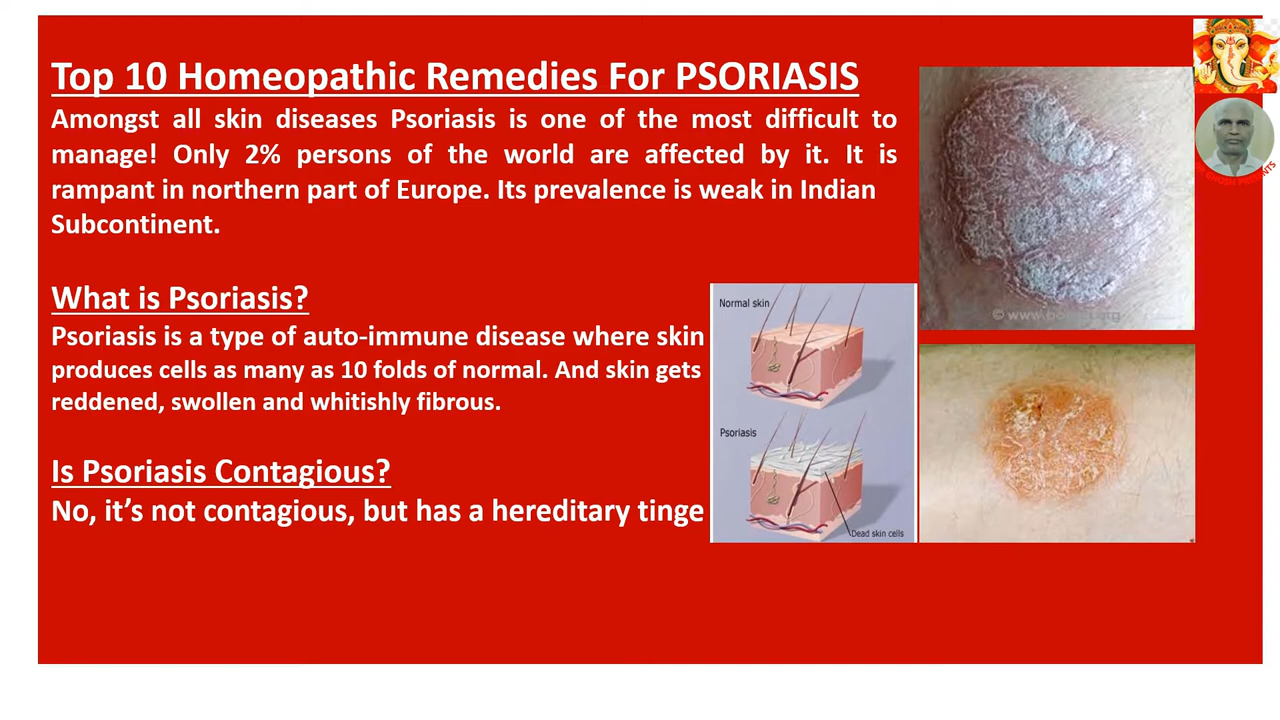 Top 10 Homeopathic Remedies For PSORIASIS
Amongst all skin diseases Psoriasis is one of the most difficult to
manage! Only 2% persons of the world are affected by it. It is
rampant in northern part of Europe. Its prevalence is weak in Indian
Subcontinent.
What is Psoriasis?
Psoriasis is a type of auto-immune disease where skin
produces cells as many as 10 folds of normal. And skin gets
reddened, swollen and whitishly fibrous.
Is Psoriasis Contagious?
No, it's not contagious, but has a hereditary tinge
Normal skin
Psoriasis
Dead skin cells